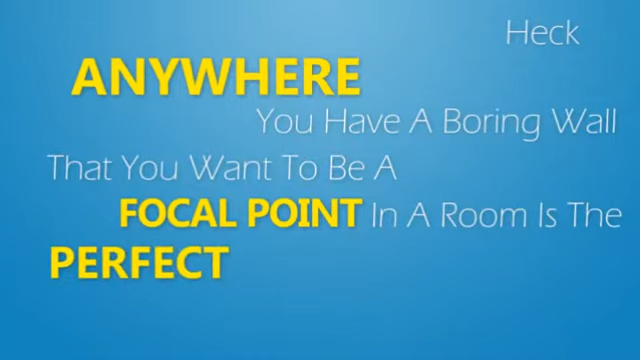 Heck
ANYWHERE
You Have A Boring Wall
That You Want To Be A
FOCAL POINT In A Room Is The
PERFECT